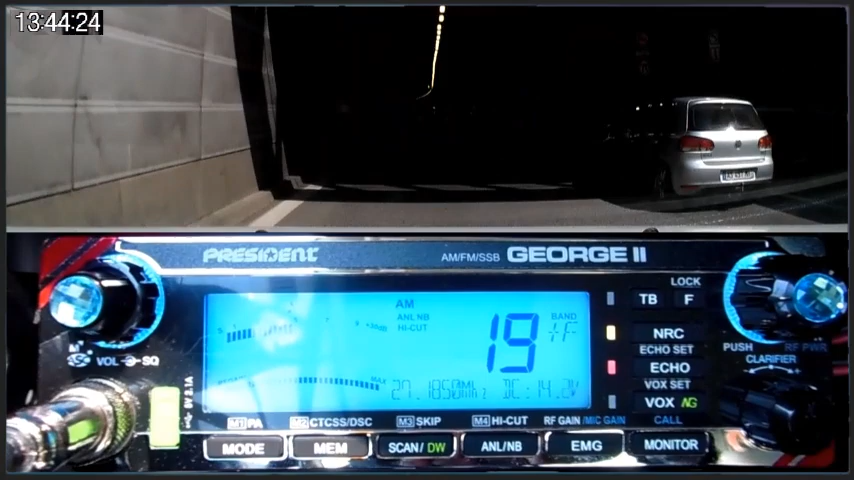 13:44:24
PRESIDENT AM/FM/SSB GEORGE II
LOCK
AM
TB F
ANL NB
HI-CUT
19
BAND
+F
NRC
ECHO SET
PUSH RF PWR
ASC VOL SQ
ECHO
CLARIFIER
VOX SET
MAX
27.1850MHz DC:14.2V
VOX NG
M1 PA M2 CTCSS/DSC M3 SKIP M4 HI-CUT RF GAIN /MIC GAIN CALL
MODE MEM SCAN/ DW ANL/NB EMG MONITOR